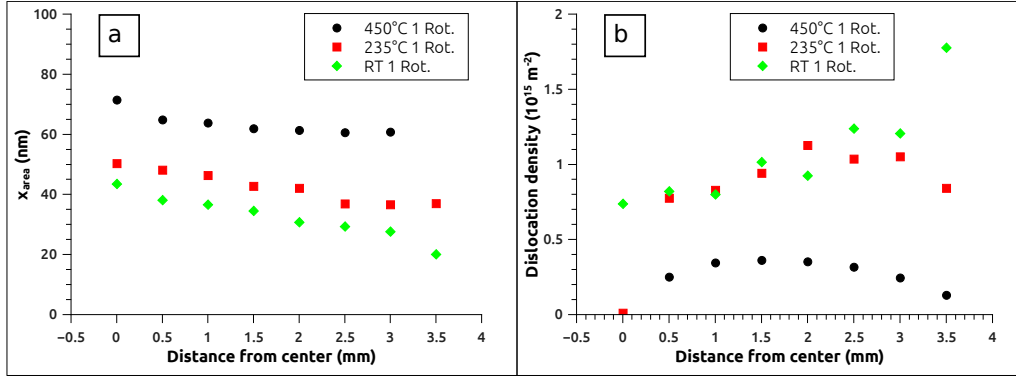 a
450°C 1 Rot.
235°C 1 Rot.
RT 1 Rot.
100
80
60
40
20
0
x_area (nm)
−0.5 0 0.5 1 1.5 2 2.5 3 3.5 4
Distance from center (mm)
b
450°C 1 Rot.
235°C 1 Rot.
RT 1 Rot.
2
1.5
1
0.5
0
Dislocation density (10¹⁵ m⁻²)
−0.5 0 0.5 1 1.5 2 2.5 3 3.5 4
Distance from center (mm)